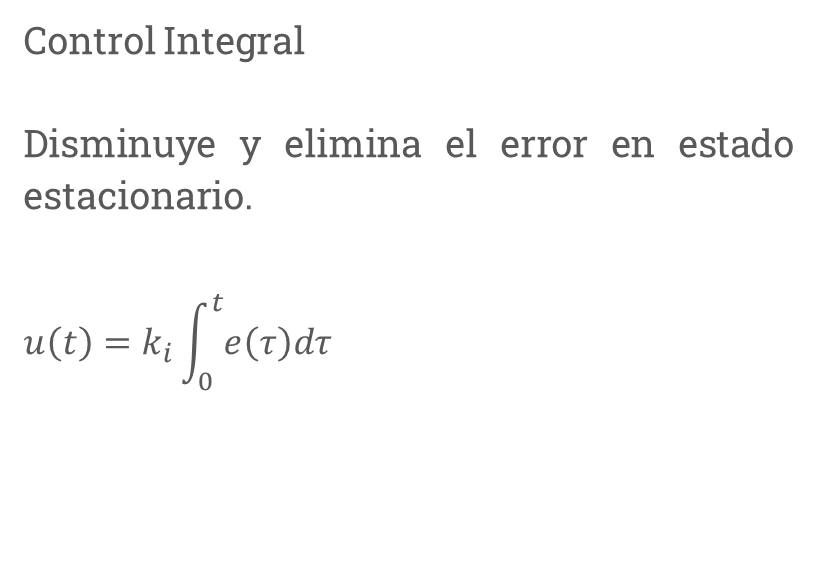 Control Integral
Disminuye y elimina el error en estado
estacionario.
u(t) = k_i ∫_0^t e(τ)dτ